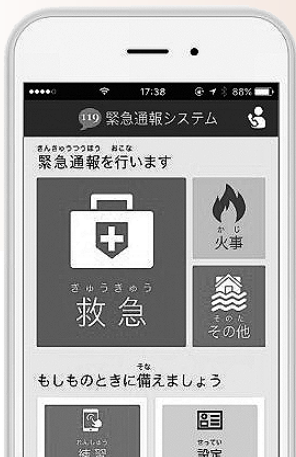 17:38
88%
119 緊急通報システム
きんきゅうつうほう おこな
緊急通報を行います
きゅうきゅう
救急
かじ
火事
そのた
その他
そな
もしものときに備えましょう
れんしゅう
練習
せってい
設定